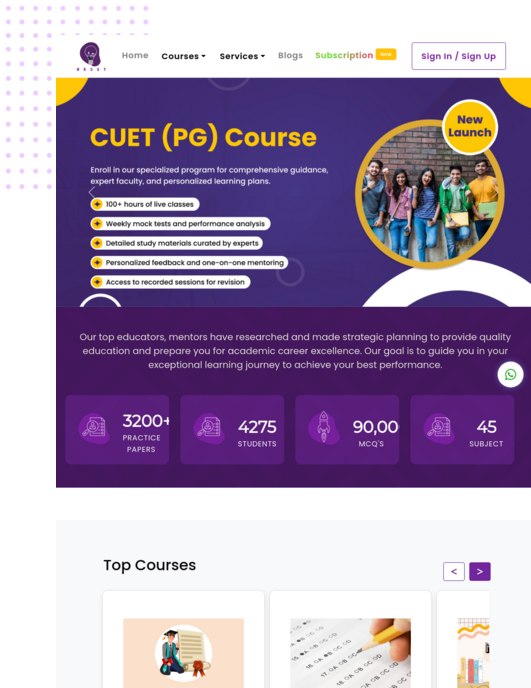 RESET
Home Courses Services Blogs Subscription New Sign In / Sign Up
New
Launch
CUET (PG) Course
Enroll in our specialized program for comprehensive guidance,
expert faculty, and personalized learning plans.
100+ hours of live classes
Weekly mock tests and performance analysis
Detailed study materials curated by experts
Personalized feedback and one-on-one mentoring
Access to recorded sessions for revision
Our top educators, mentors have researched and made strategic planning to provide quality
education and prepare you for academic career excellence. Our goal is to guide you in your
exceptional learning journey to achieve your best performance.
3200+
PRACTICE
PAPERS
4275
STUDENTS
90,00
MCQ'S
45
SUBJECT
Top Courses
< >